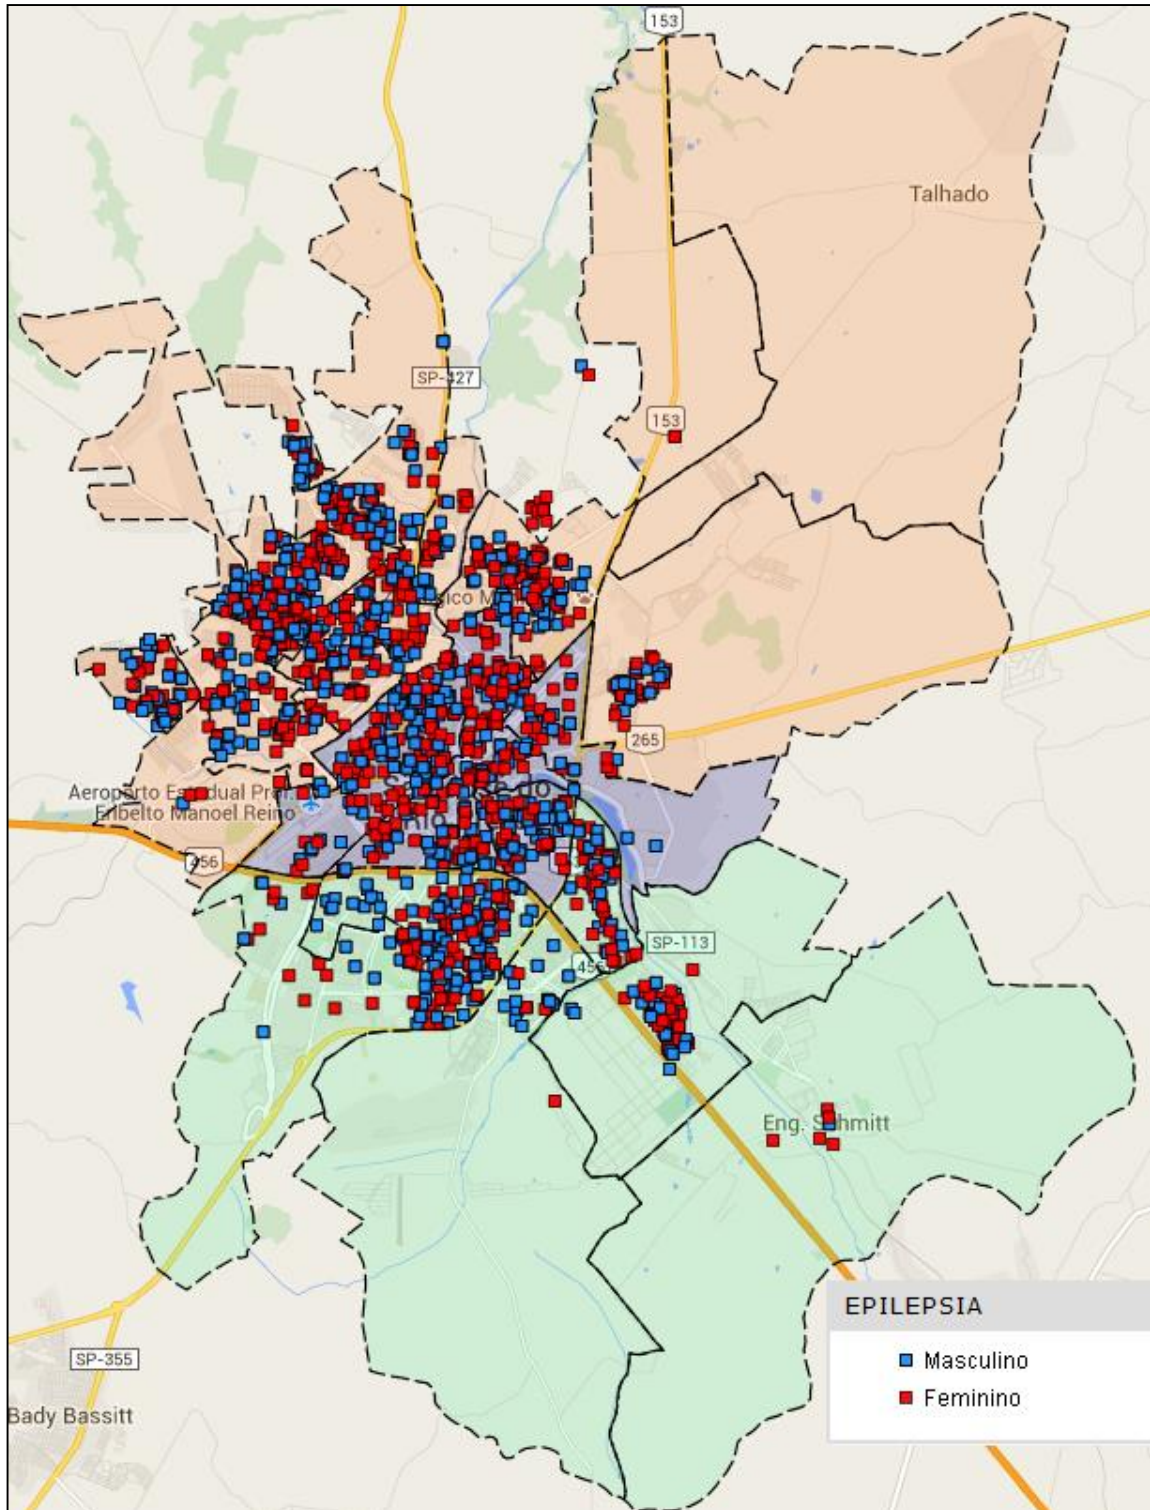 153
Talhado
SP-427
153
gico M
265
Aeroporto Estadual Prof.
Eribelto Manoel Reino
456
SP-113
456
Eng. Schmitt
EPILEPSIA
Masculino
Feminino
SP-355
Bady Bassitt